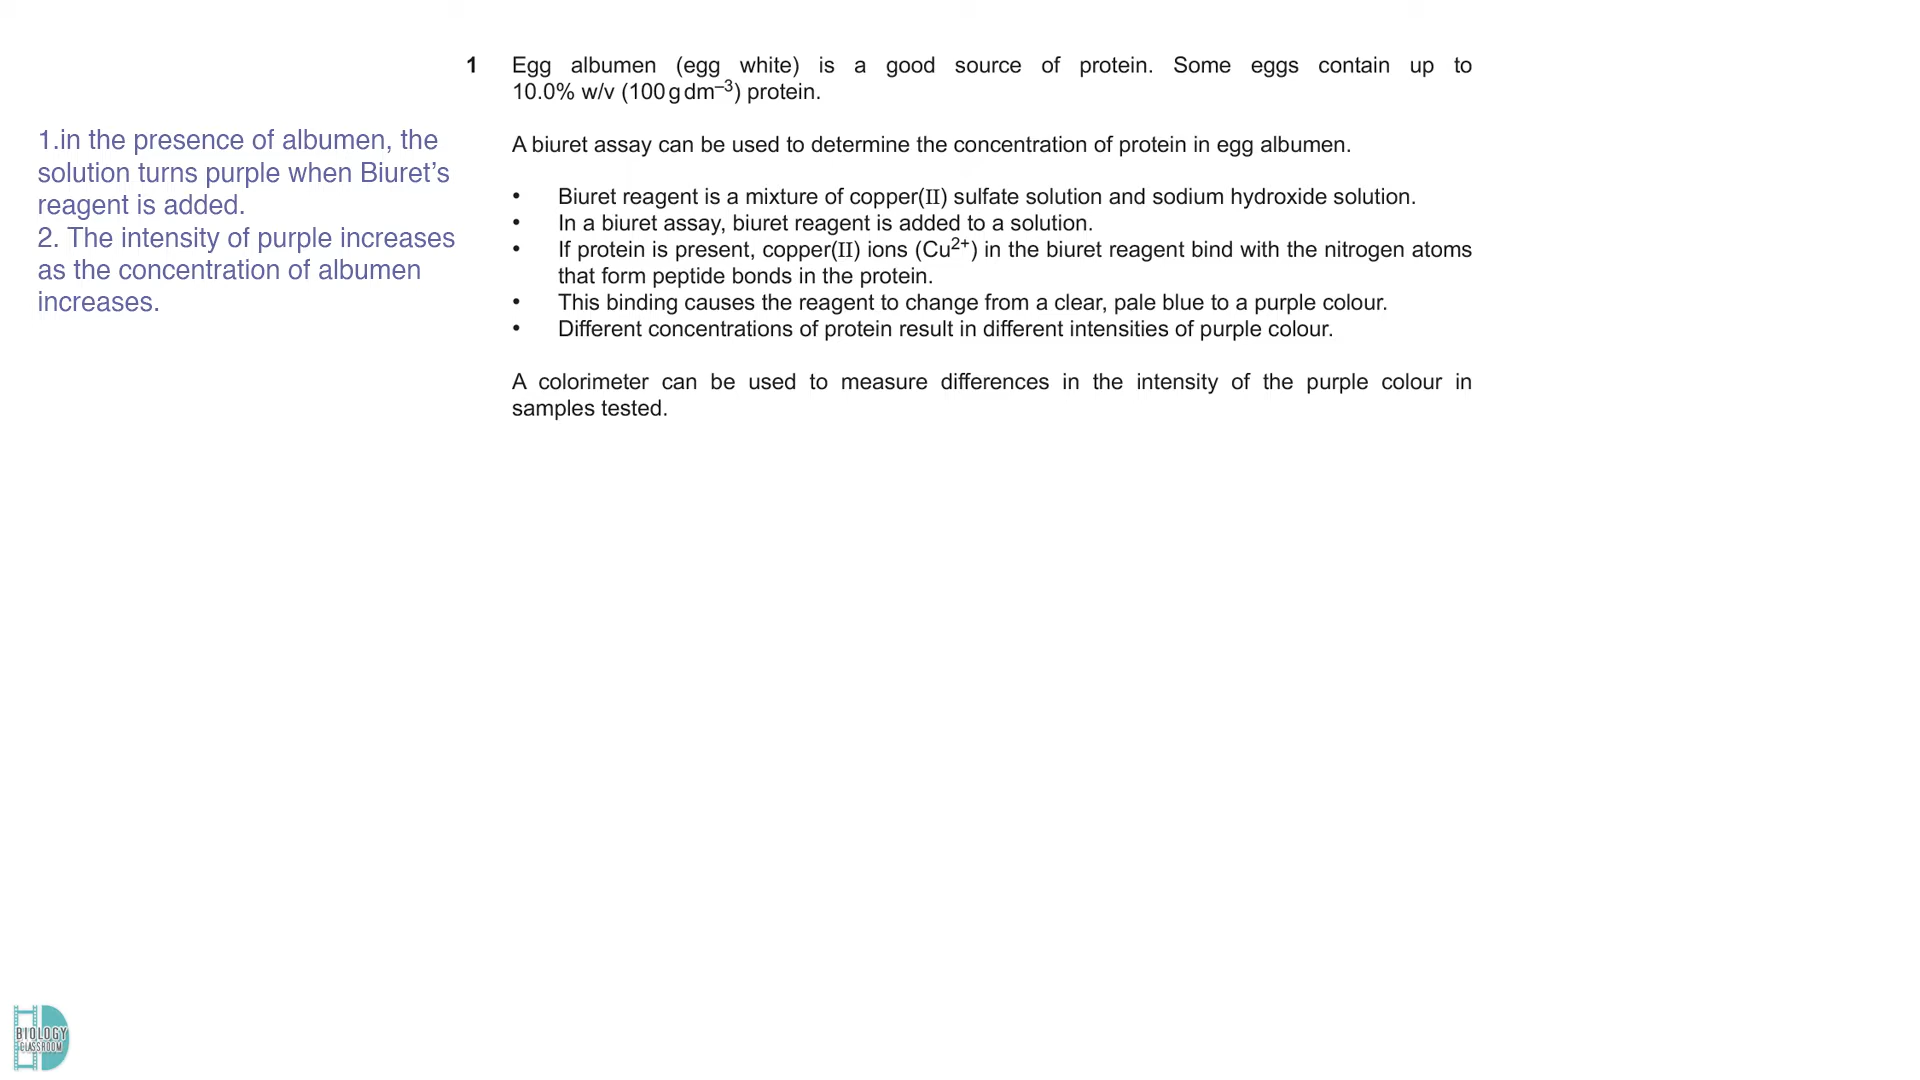 1 Egg albumen (egg white) is a good source of protein. Some eggs contain up to
10.0% w/v (100 g dm⁻³) protein.
A biuret assay can be used to determine the concentration of protein in egg albumen.
• Biuret reagent is a mixture of copper(II) sulfate solution and sodium hydroxide solution.
• In a biuret assay, biuret reagent is added to a solution.
• If protein is present, copper(II) ions (Cu²⁺) in the biuret reagent bind with the nitrogen atoms
that form peptide bonds in the protein.
• This binding causes the reagent to change from a clear, pale blue to a purple colour.
• Different concentrations of protein result in different intensities of purple colour.
A colorimeter can be used to measure differences in the intensity of the purple colour in
samples tested.
1.in the presence of albumen, the
solution turns purple when Biuret’s
reagent is added.
2. The intensity of purple increases
as the concentration of albumen
increases.
BIOLOGY
CLASSROOM